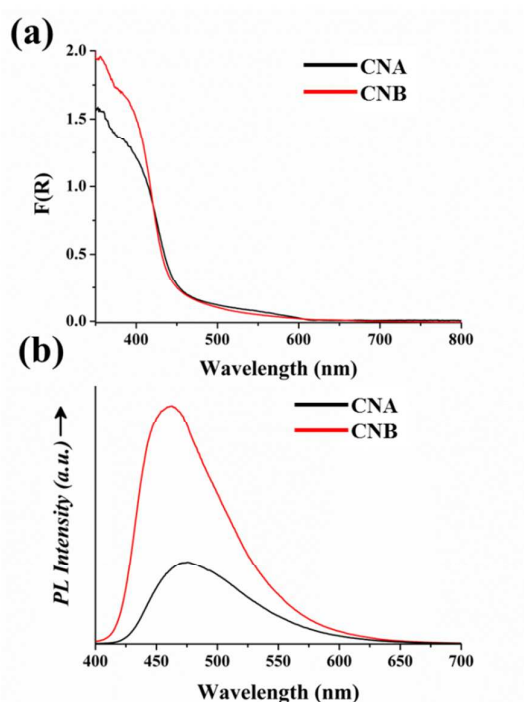 (a)
2.0
1.5
1.0
0.5
0.0
F(R)
CNA
CNB
400 500 600 700 800
Wavelength (nm)
(b)
PL Intensity (a.u.) →
CNA
CNB
400 450 500 550 600 650 700
Wavelength (nm)